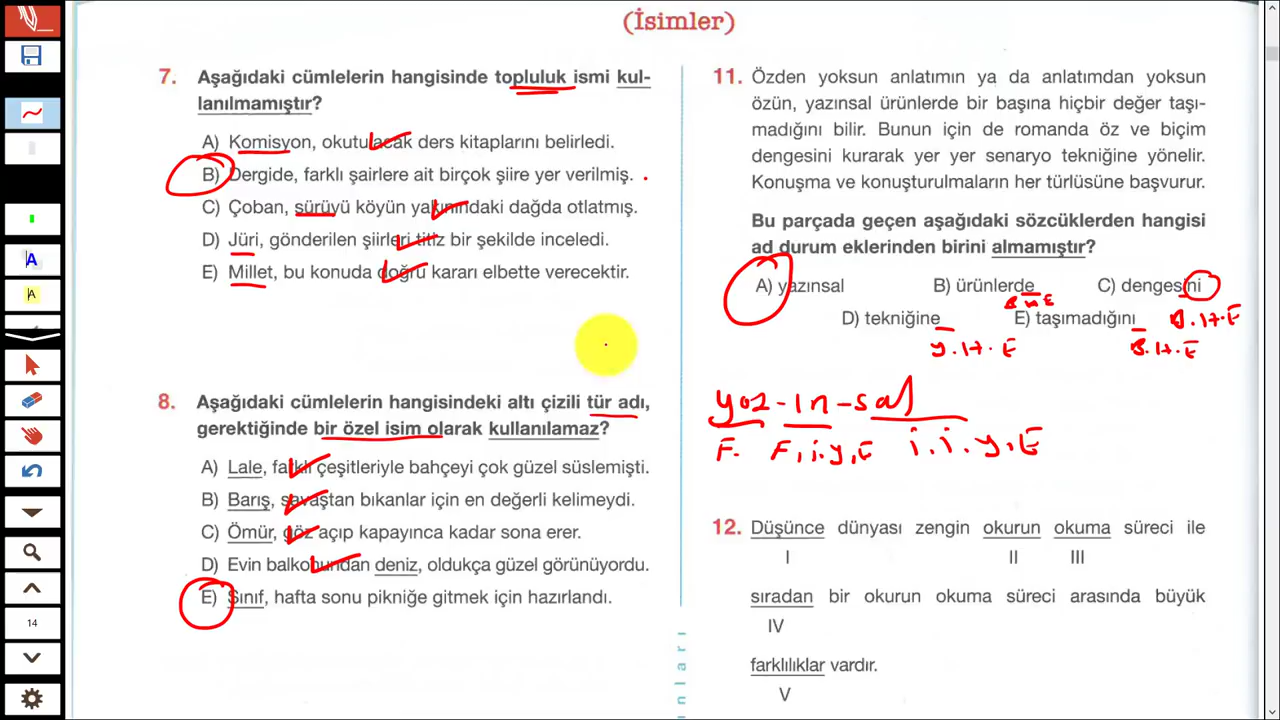 (İsimler)
7. Aşağıdaki cümlelerin hangisinde topluluk ismi kul-
lanılmamıştır?
A) Komisyon, okutulacak ders kitaplarını belirledi.
B) Dergide, farklı şairlere ait birçok şiire yer verilmiş.
C) Çoban, sürüyü köyün yakınındaki dağda otlatmış.
D) Jüri, gönderilen şiirleri titiz bir şekilde inceledi.
E) Millet, bu konuda doğru kararı elbette verecektir.
8. Aşağıdaki cümlelerin hangisindeki altı çizili tür adı,
gerektiğinde bir özel isim olarak kullanılamaz?
A) Lale, farklı çeşitleriyle bahçeyi çok güzel süslemişti.
B) Barış, savaştan bıkanlar için en değerli kelimeydi.
C) Ömür, göz açıp kapayınca kadar sona erer.
D) Evin balkonundan deniz, oldukça güzel görünüyordu.
E) Sınıf, hafta sonu pikniğe gitmek için hazırlandı.
11. Özden yoksun anlatımın ya da anlatımdan yoksun
özün, yazınsal ürünlerde bir başına hiçbir değer taşı-
madığını bilir. Bunun için de romanda öz ve biçim
dengesini kurarak yer yer senaryo tekniğine yönelir.
Konuşma ve konuşturulmaların her türlüsüne başvurur.
Bu parçada geçen aşağıdaki sözcüklerden hangisi
ad durum eklerinden birini almamıştır?
A) yazınsal B) ürünlerde C) dengesini
D) tekniğine E) taşımadığını
B.H.E
y.H.E B.H.E
yaz-ın-sal
F. F.i.y.E i.i.y.E
12. Düşünce dünyası zengin okurun okuma süreci ile
I II III
sıradan bir okurun okuma süreci arasında büyük
IV
farklılıklar vardır.
V
A
A
14